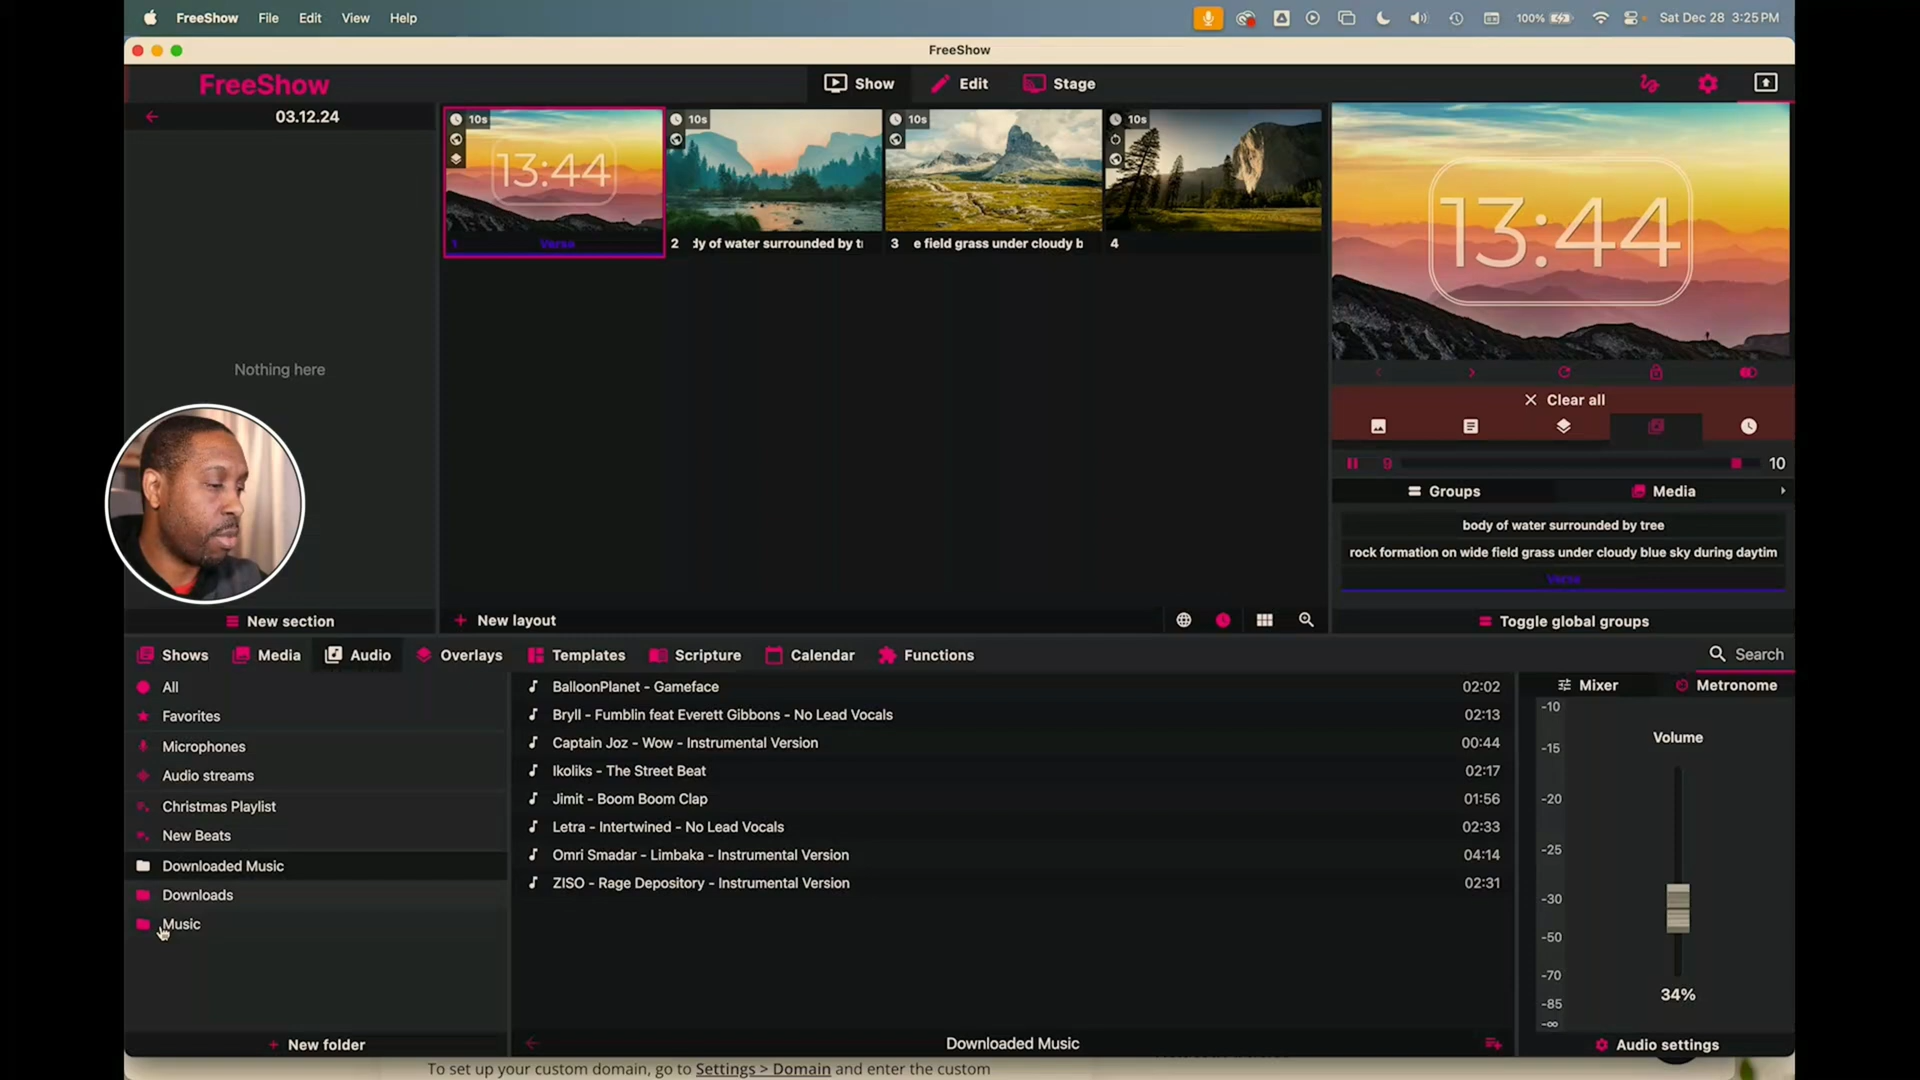 FreeShow File Edit View Help
100% Sat Dec 28 3:25 PM
FreeShow
FreeShow
Show Edit Stage
03.12.24
10s 10s 10s 10s
13:44
13:44
1 Verse
2 dy of water surrounded by t
3 e field grass under cloudy b
4
Nothing here
Clear all
9 10
Groups Media
body of water surrounded by tree
rock formation on wide field grass under cloudy blue sky during daytim
Verse
New section
New layout
Toggle global groups
Shows Media Audio Overlays Templates Scripture Calendar Functions Search
All
Favorites
Microphones
Audio streams
Christmas Playlist
New Beats
Downloaded Music
Downloads
Music
New folder
BalloonPlanet - Gameface 02:02
Bryll - Fumblin feat Everett Gibbons - No Lead Vocals 02:13
Captain Joz - Wow - Instrumental Version 00:44
Ikoliks - The Street Beat 02:17
Jimit - Boom Boom Clap 01:56
Letra - Intertwined - No Lead Vocals 02:33
Omri Smadar - Limbaka - Instrumental Version 04:14
ZISO - Rage Depository - Instrumental Version 02:31
Downloaded Music
Mixer Metronome
-10
-15
-20
-25
-30
-50
-70
-85
-∞
Volume
34%
Audio settings
To set up your custom domain, go to Settings > Domain and enter the custom